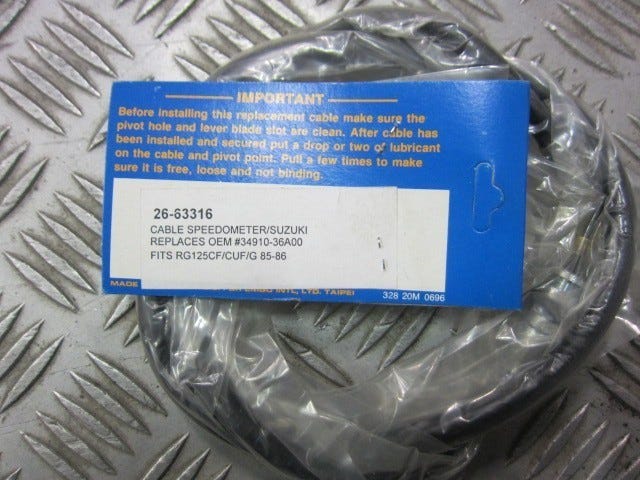 IMPORTANT
Before installing this replacement cable make sure the
pivot hole and lever blade slot are clean. After cable has
been installed and secured put a drop or two of lubricant
on the cable and pivot point. Pull a few times to make
sure it is free, loose and not binding.
26-63316
CABLE SPEEDOMETER/SUZUKI
REPLACES OEM #34910-36A00
FITS RG125CF/CUF/G 85-86
MADE INTL, LTD. TAIPEI
328 20M 0696